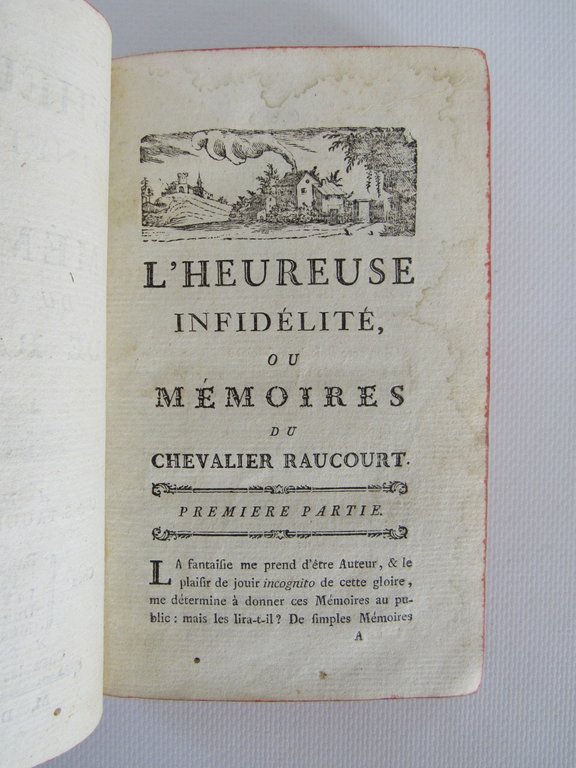 L'HEUREUSE
INFIDÉLITÉ,
OU
MÉMOIRES
DU
CHEVALIER RAUCOURT.
PREMIERE PARTIE.
LA fantaiſie me prend d'être Auteur, & le
plaiſir de jouir incognito de cette gloire,
me détermine à donner ces Mémoires au pu-
blic : mais les lira-t-il ? De ſimples Mémoires
A